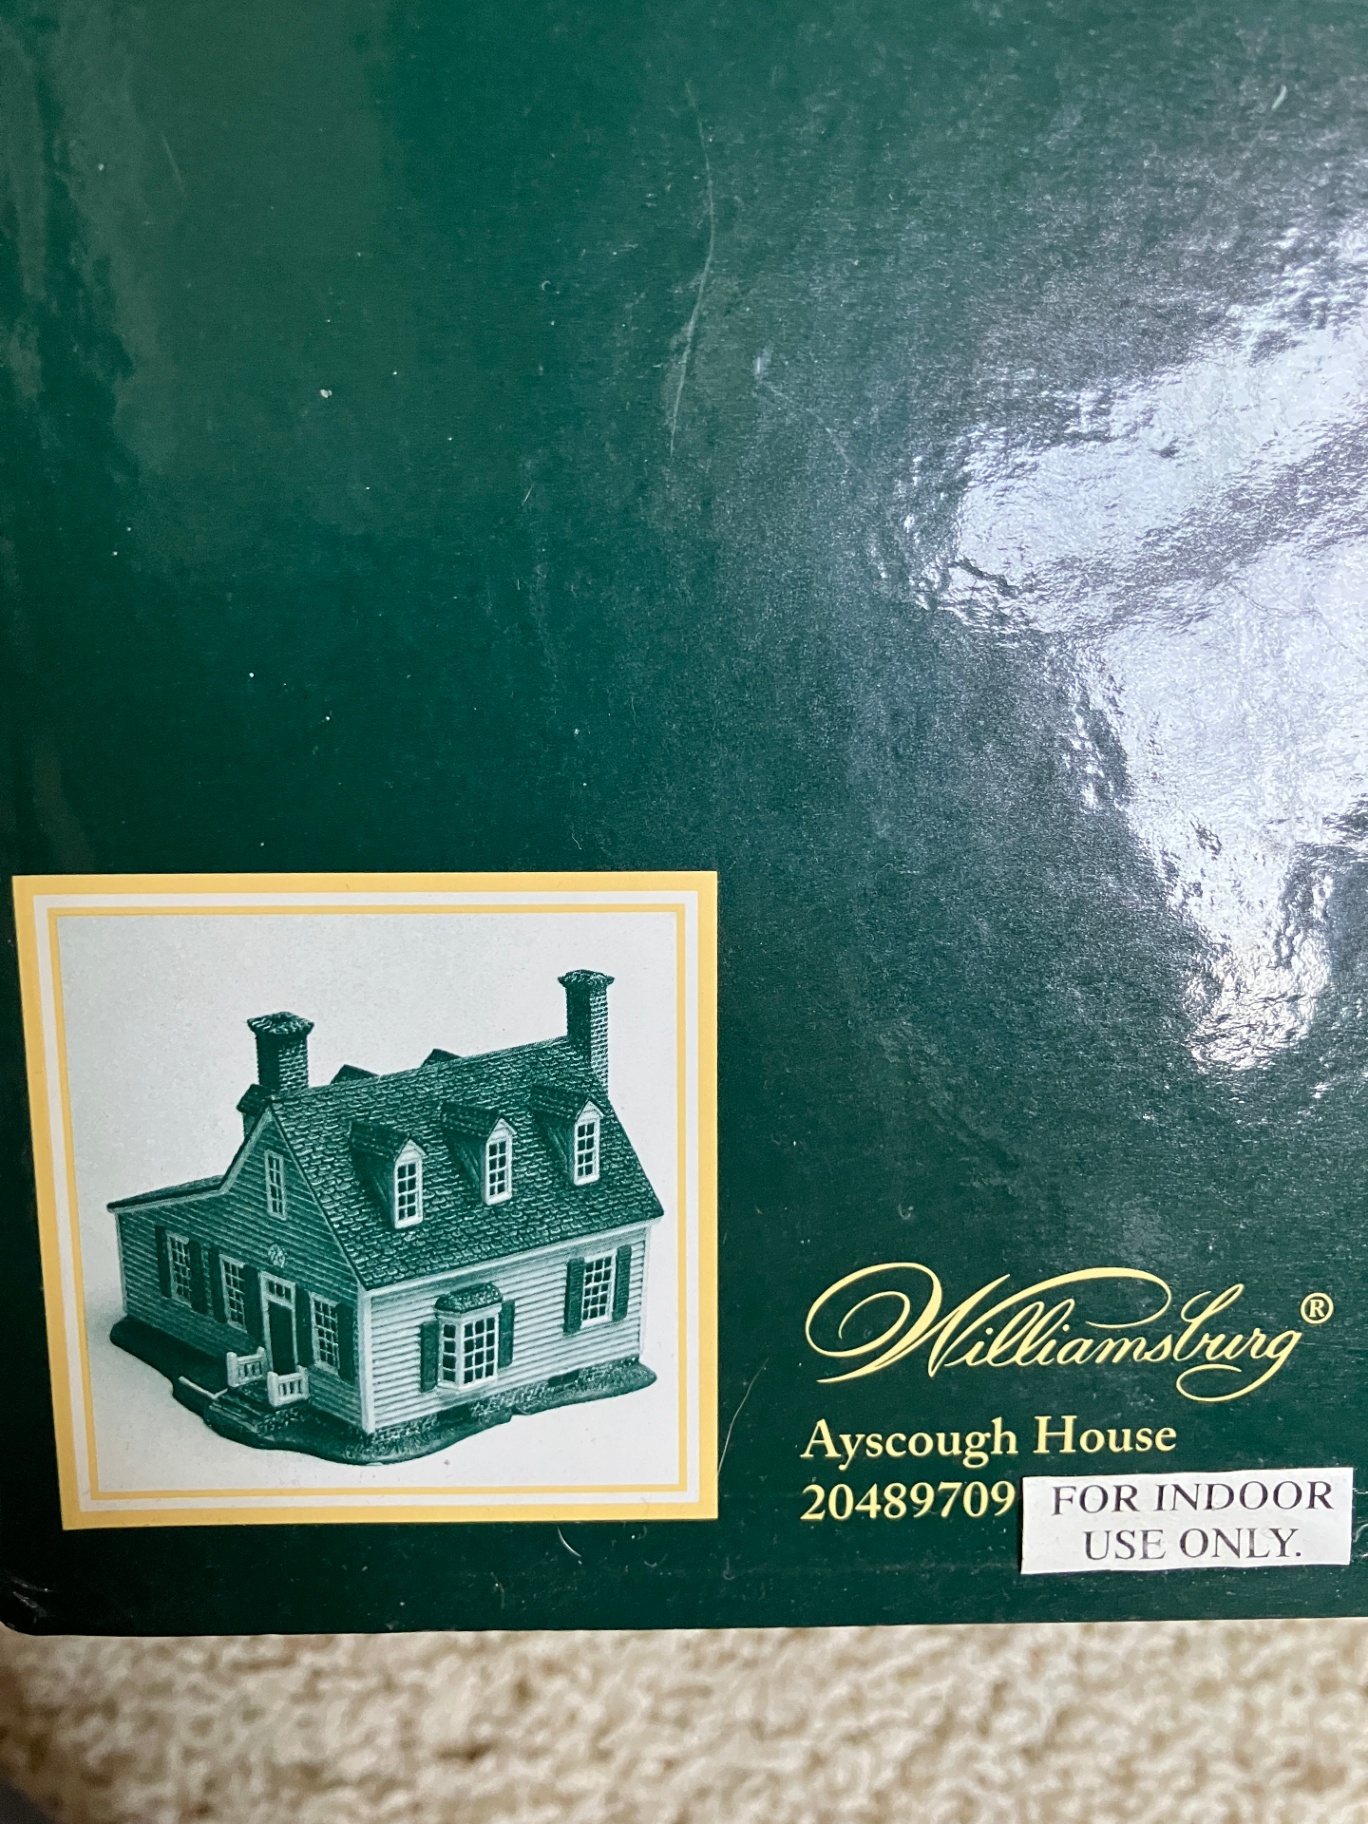 Williamsburg®
Ayscough House
20489709
FOR INDOOR
USE ONLY.